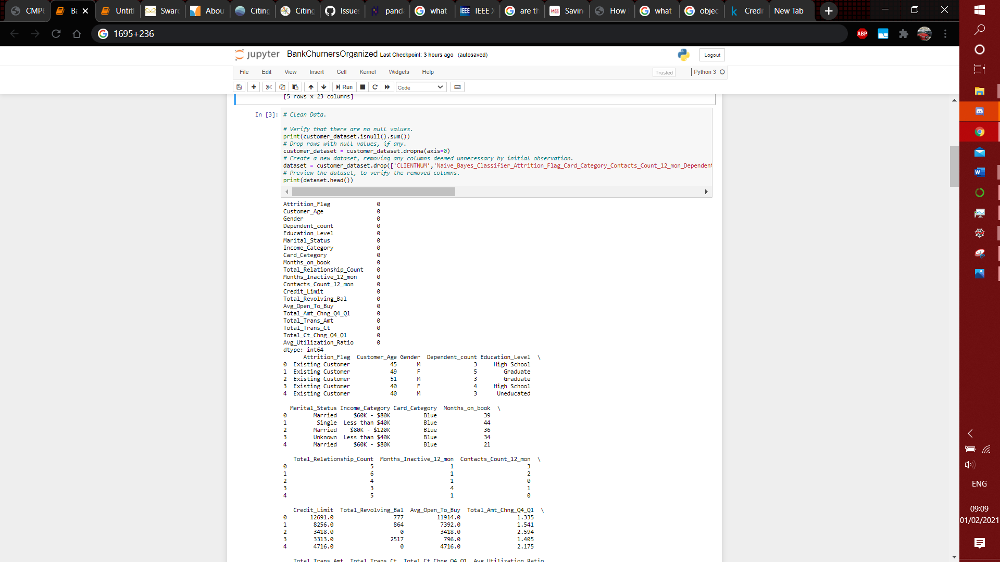 CMP6
Ba
Untitl
Swar
Abou
Citing
Citing
Issue
panda
what
IEEE IEEE X
are th
MSE Savin
How
what
objec
Credi
New Tab
1695+236
ABP
jupyter BankChurnersOrganized Last Checkpoint: 3 hours ago (autosaved)
Logout
File Edit View Insert Cell Kernel Widgets Help
Trusted Python 3
Run Code
[5 rows x 23 columns]
In [3]: # Clean Data.
# Verify that there are no null values.
print(customer_dataset.isnull().sum())
# Drop rows with null values, if any.
customer_dataset = customer_dataset.dropna(axis=0)
# Create a new dataset, removing any columns deemed unnecessary by initial observation.
dataset = customer_dataset.drop(['CLIENTNUM','Naive_Bayes_Classifier_Attrition_Flag_Card_Category_Contacts_Count_12_mon_Dependent
# Preview the dataset, to verify the removed columns.
print(dataset.head())
Attrition_Flag 0
Customer_Age 0
Gender 0
Dependent_count 0
Education_Level 0
Marital_Status 0
Income_Category 0
Card_Category 0
Months_on_book 0
Total_Relationship_Count 0
Months_Inactive_12_mon 0
Contacts_Count_12_mon 0
Credit_Limit 0
Total_Revolving_Bal 0
Avg_Open_To_Buy 0
Total_Amt_Chng_Q4_Q1 0
Total_Trans_Amt 0
Total_Trans_Ct 0
Total_Ct_Chng_Q4_Q1 0
Avg_Utilization_Ratio 0
dtype: int64
Attrition_Flag Customer_Age Gender Dependent_count Education_Level \
0 Existing Customer 45 M 3 High School
1 Existing Customer 49 F 5 Graduate
2 Existing Customer 51 M 3 Graduate
3 Existing Customer 40 F 4 High School
4 Existing Customer 40 M 3 Uneducated
Marital_Status Income_Category Card_Category Months_on_book \
0 Married $60K - $80K Blue 39
1 Single Less than $40K Blue 44
2 Married $80K - $120K Blue 36
3 Unknown Less than $40K Blue 34
4 Married $60K - $80K Blue 21
Total_Relationship_Count Months_Inactive_12_mon Contacts_Count_12_mon \
0 5 1 3
1 6 1 2
2 4 1 0
3 3 4 1
4 5 1 0
Credit_Limit Total_Revolving_Bal Avg_Open_To_Buy Total_Amt_Chng_Q4_Q1 \
0 12691.0 777 11914.0 1.335
1 8256.0 864 7392.0 1.541
2 3418.0 0 3418.0 2.594
3 3313.0 2517 796.0 1.405
4 4716.0 0 4716.0 2.175
Total_Trans_Amt Total_Trans_Ct Total_Ct_Chng_Q4_Q1 Avg_Utilization_Ratio
ENG
09:09
01/02/2021